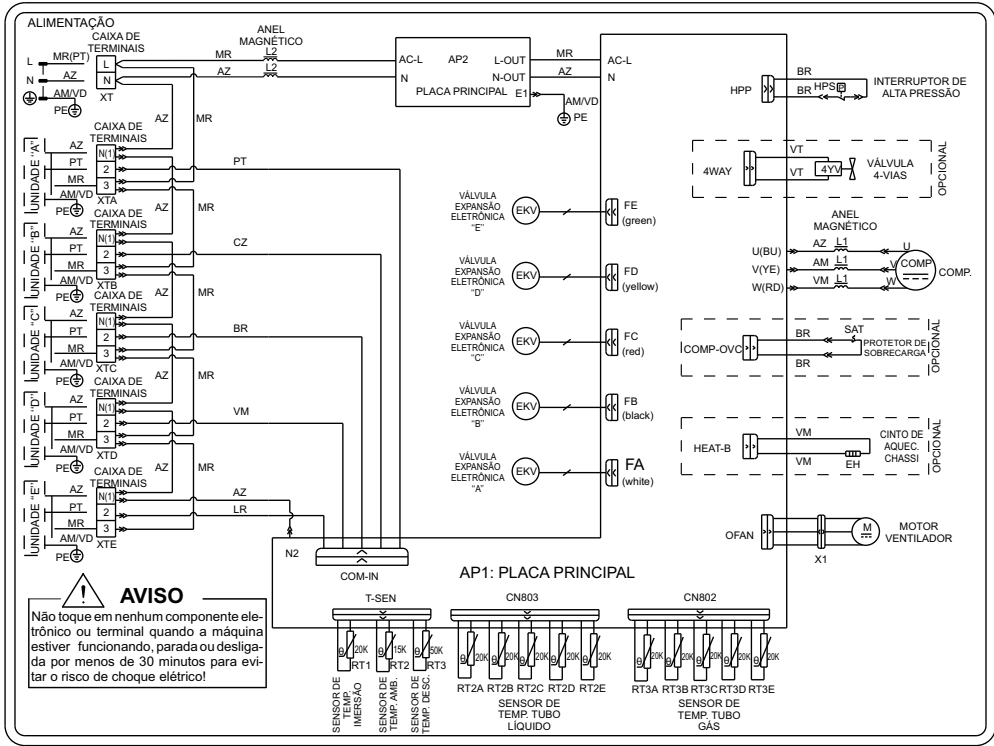 ALIMENTAÇÃO
CAIXA DE
TERMINAIS
L
MR(PT)
L
N
AZ
N
AM/VD
PE
XT
MR
AZ
ANEL
MAGNÉTICO
L2
L2
AC-L
AP2
L-OUT
N
N-OUT
PLACA PRINCIPAL
E1
MR
AZ
AM/VD
PE
AC-L
N
AZ
MR
UNIDADE "A"
AZ
PT
MR
AM/VD
PE
CAIXA DE
TERMINAIS
N(1)
2
3
XTA
PT
AZ
MR
UNIDADE "B"
AZ
PT
MR
AM/VD
PE
CAIXA DE
TERMINAIS
N(1)
2
3
XTB
CZ
AZ
MR
UNIDADE "C"
AZ
PT
MR
AM/VD
PE
CAIXA DE
TERMINAIS
N(1)
2
3
XTC
BR
AZ
MR
UNIDADE "D"
AZ
PT
MR
AM/VD
PE
CAIXA DE
TERMINAIS
N(1)
2
3
XTD
VM
AZ
MR
UNIDADE "E"
AZ
PT
MR
AM/VD
PE
CAIXA DE
TERMINAIS
N(1)
2
3
XTE
AZ
LR
N2
COM-IN
VÁLVULA
EXPANSÃO
ELETRÔNICA
"E"
EKV
FE
(green)
VÁLVULA
EXPANSÃO
ELETRÔNICA
"D"
EKV
FD
(yellow)
VÁLVULA
EXPANSÃO
ELETRÔNICA
"C"
EKV
FC
(red)
VÁLVULA
EXPANSÃO
ELETRÔNICA
"B"
EKV
FB
(black)
VÁLVULA
EXPANSÃO
ELETRÔNICA
"A"
EKV
FA
(white)
HPP
BR
BR
HPS
P
INTERRUPTOR DE
ALTA PRESSÃO
4WAY
VT
VT
4YV
VÁLVULA
4-VIAS
OPCIONAL
ANEL
MAGNÉTICO
U(BU)
AZ
L1
U
V(YE)
AM
L1
V
W(RD)
VM
L1
W
COMP
COMP.
COMP-OVC
BR
BR
SAT
PROTETOR DE
SOBRECARGA
OPCIONAL
HEAT-B
VM
VM
EH
CINTO DE
AQUEC.
CHASSI
OPCIONAL
OFAN
X1
M
MOTOR
VENTILADOR
AP1: PLACA PRINCIPAL
AVISO
Não toque em nenhum componente ele-
trônico ou terminal quando a máquina
estiver funcionando, parada ou desliga-
da por menos de 30 minutos para evi-
tar o risco de choque elétrico!
T-SEN
θ
20K
RT1
θ
15K
RT2
θ
50K
RT3
SENSOR DE
TEMP.
IMERSÃO
SENSOR DE
TEMP. AMB.
SENSOR DE
TEMP. DESC.
CN803
θ
20K
θ
20K
θ
20K
θ
20K
θ
20K
RT2A
RT2B
RT2C
RT2D
RT2E
SENSOR DE
TEMP. TUBO
LÍQUIDO
CN802
θ
20K
θ
20K
θ
20K
θ
20K
θ
20K
RT3A
RT3B
RT3C
RT3D
RT3E
SENSOR DE
TEMP. TUBO
GÁS